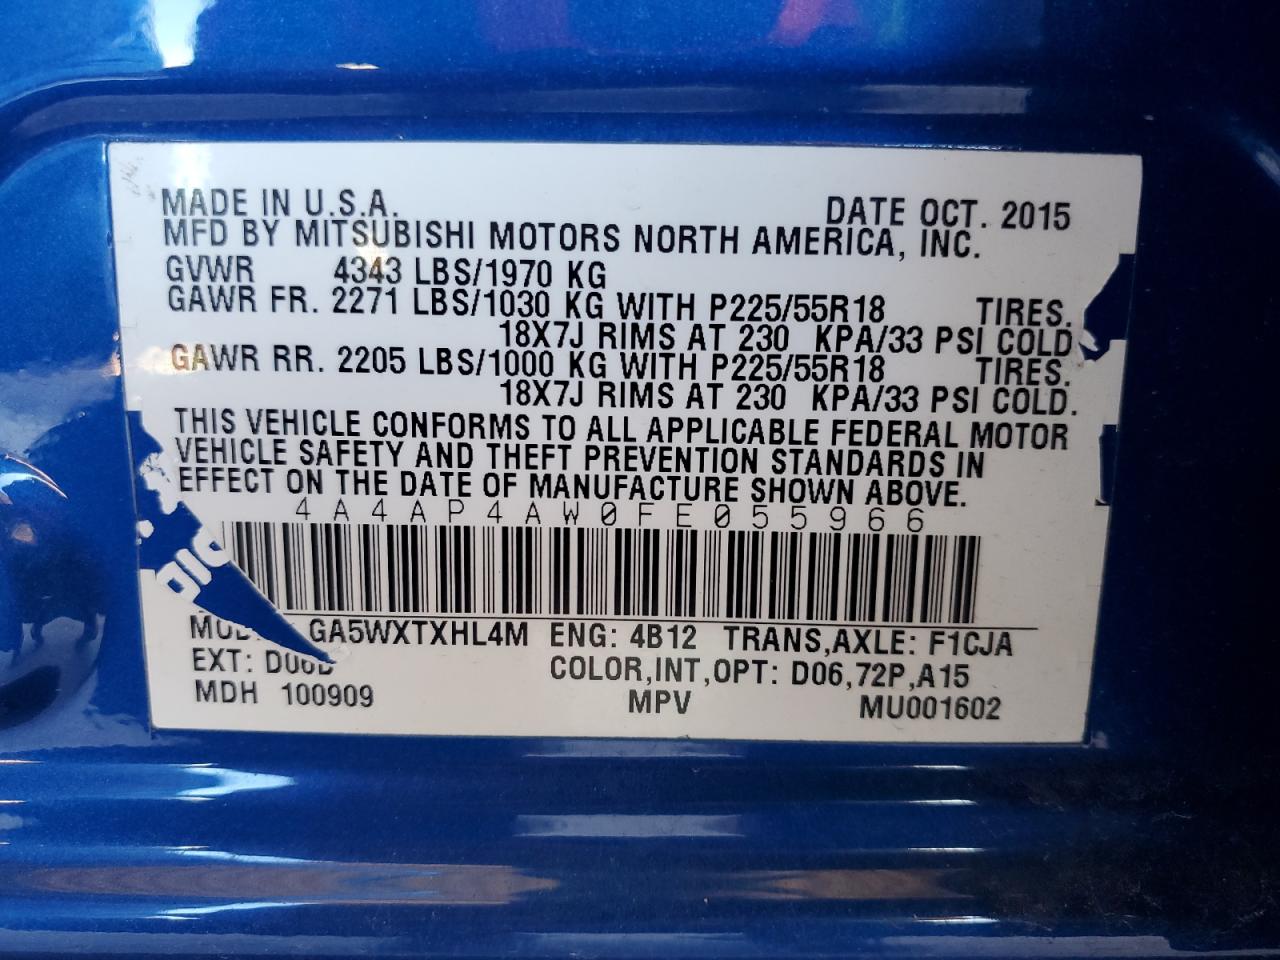 MADE IN U.S.A. DATE OCT. 2015
MFD BY MITSUBISHI MOTORS NORTH AMERICA, INC.
GVWR 4343 LBS/1970 KG
GAWR FR. 2271 LBS/1030 KG WITH P225/55R18 TIRES.
18X7J RIMS AT 230 KPA/33 PSI COLD
GAWR RR. 2205 LBS/1000 KG WITH P225/55R18 TIRES.
18X7J RIMS AT 230 KPA/33 PSI COLD.
THIS VEHICLE CONFORMS TO ALL APPLICABLE FEDERAL MOTOR
VEHICLE SAFETY AND THEFT PREVENTION STANDARDS IN
EFFECT ON THE DATE OF MANUFACTURE SHOWN ABOVE.
4A4AP4AW0FE055966
GA5WXTXHL4M ENG: 4B12 TRANS,AXLE: F1CJA
EXT: COLOR,INT,OPT: D06,72P,A15
MDH 100909 MPV MU001602